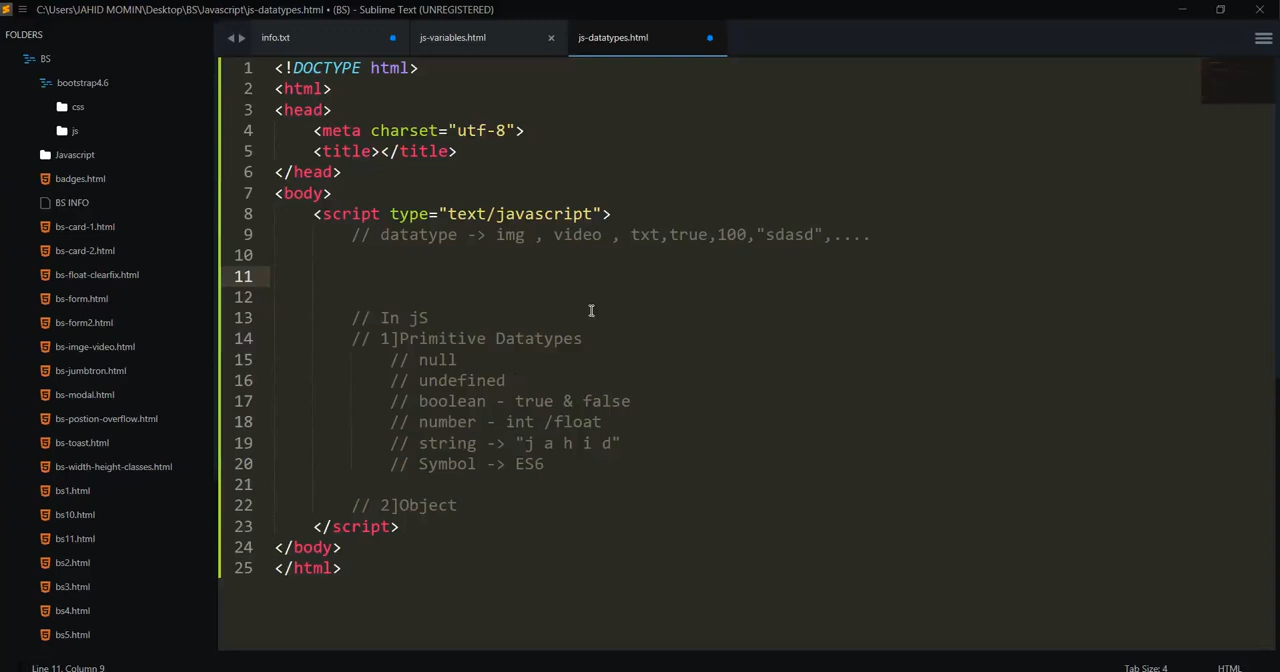 C:\Users\JAHID MOMIN\Desktop\BS\Javascript\js-datatypes.html • (BS) - Sublime Text (UNREGISTERED)
FOLDERS
BS
bootstrap4.6
css
js
Javascript
badges.html
BS INFO
bs-card-1.html
bs-card-2.html
bs-float-clearfix.html
bs-form.html
bs-form2.html
bs-imge-video.html
bs-jumbtron.html
bs-modal.html
bs-postion-overflow.html
bs-toast.html
bs-width-height-classes.html
bs1.html
bs10.html
bs11.html
bs2.html
bs3.html
bs4.html
bs5.html
info.txt js-variables.html js-datatypes.html
1 <!DOCTYPE html>
2 <html>
3 <head>
4 <meta charset="utf-8">
5 <title></title>
6 </head>
7 <body>
8 <script type="text/javascript">
9 // datatype -> img , video , txt,true,100,"sdasd",....
10
11
12
13 // In jS
14 // 1]Primitive Datatypes
15 // null
16 // undefined
17 // boolean - true & false
18 // number - int /float
19 // string -> "j a h i d"
20 // Symbol -> ES6
21
22 // 2]Object
23 </script>
24 </body>
25 </html>
Line 11, Column 9 Tab Size: 4 HTML